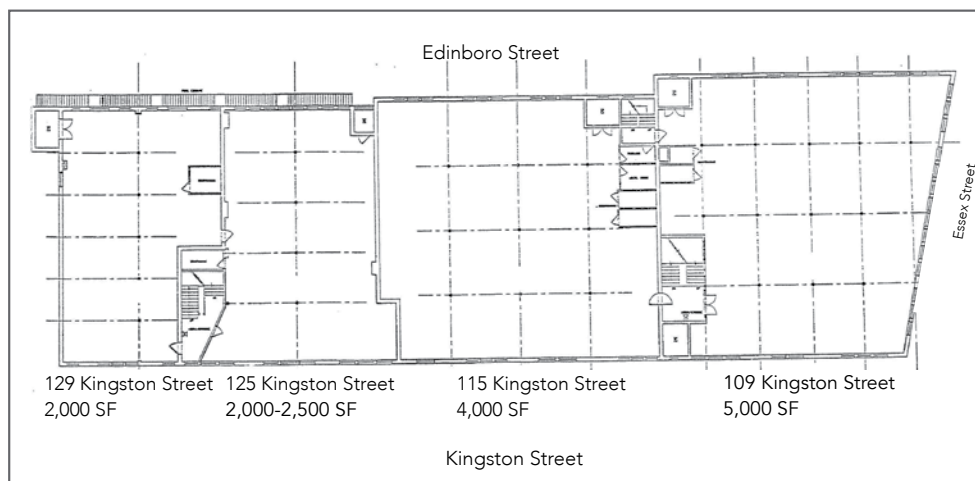 Edinboro Street
Essex Street
129 Kingston Street
2,000 SF
125 Kingston Street
2,000-2,500 SF
115 Kingston Street
4,000 SF
109 Kingston Street
5,000 SF
Kingston Street